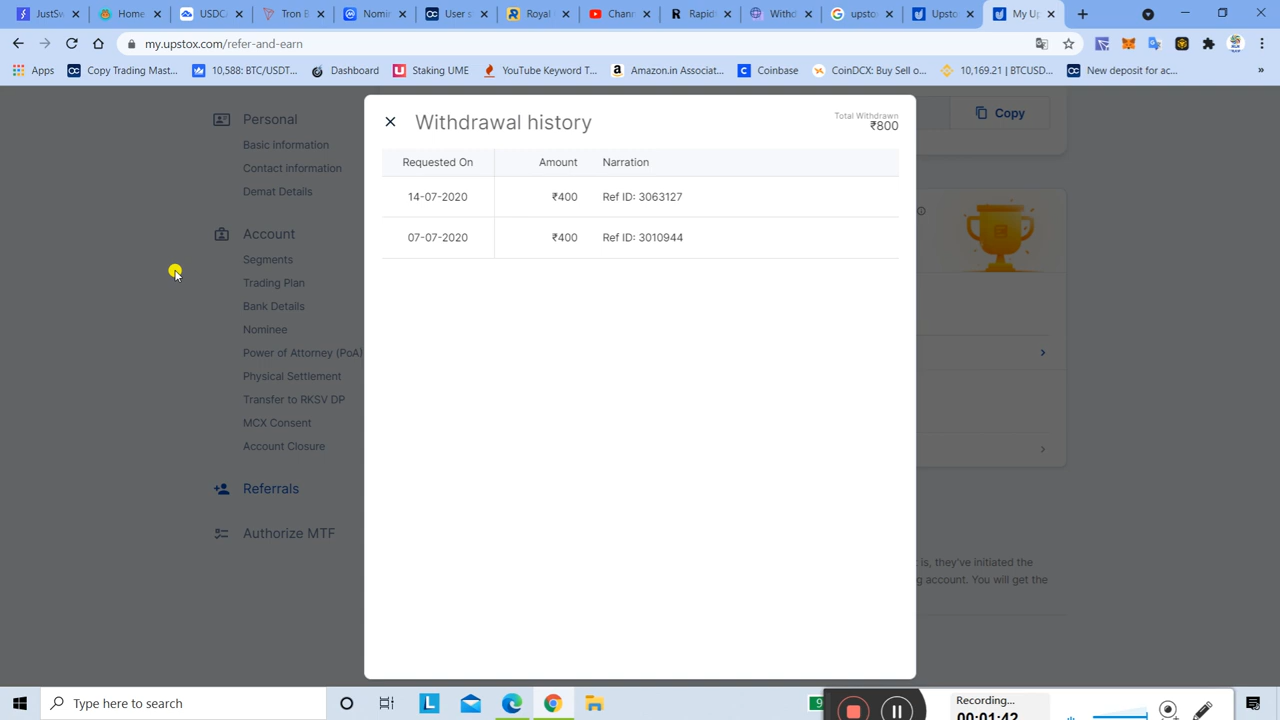 JustSw
Home
USDC
Tron B
Nomin
User s
Royal
Chann
Rapid
Withd
upsto
Upsto
My Up
my.upstox.com/refer-and-earn
Apps
Copy Trading Mast...
10,588: BTC/USDT...
Dashboard
Staking UME
YouTube Keyword T...
Amazon.in Associat...
Coinbase
CoinDCX: Buy Sell o...
10,169.21 | BTCUSD...
New deposit for ac...
»
Personal
Basic information
Contact information
Demat Details
Account
Segments
Trading Plan
Bank Details
Nominee
Power of Attorney (PoA)
Physical Settlement
Transfer to RKSV DP
MCX Consent
Account Closure
Referrals
Authorize MTF
Withdrawal history
Total Withdrawn
₹800
Requested On Amount Narration
14-07-2020 ₹400 Ref ID: 3063127
07-07-2020 ₹400 Ref ID: 3010944
Copy
t is, they've initiated the
g account. You will get the
Type here to search
L
9
Recording...
00:01:42